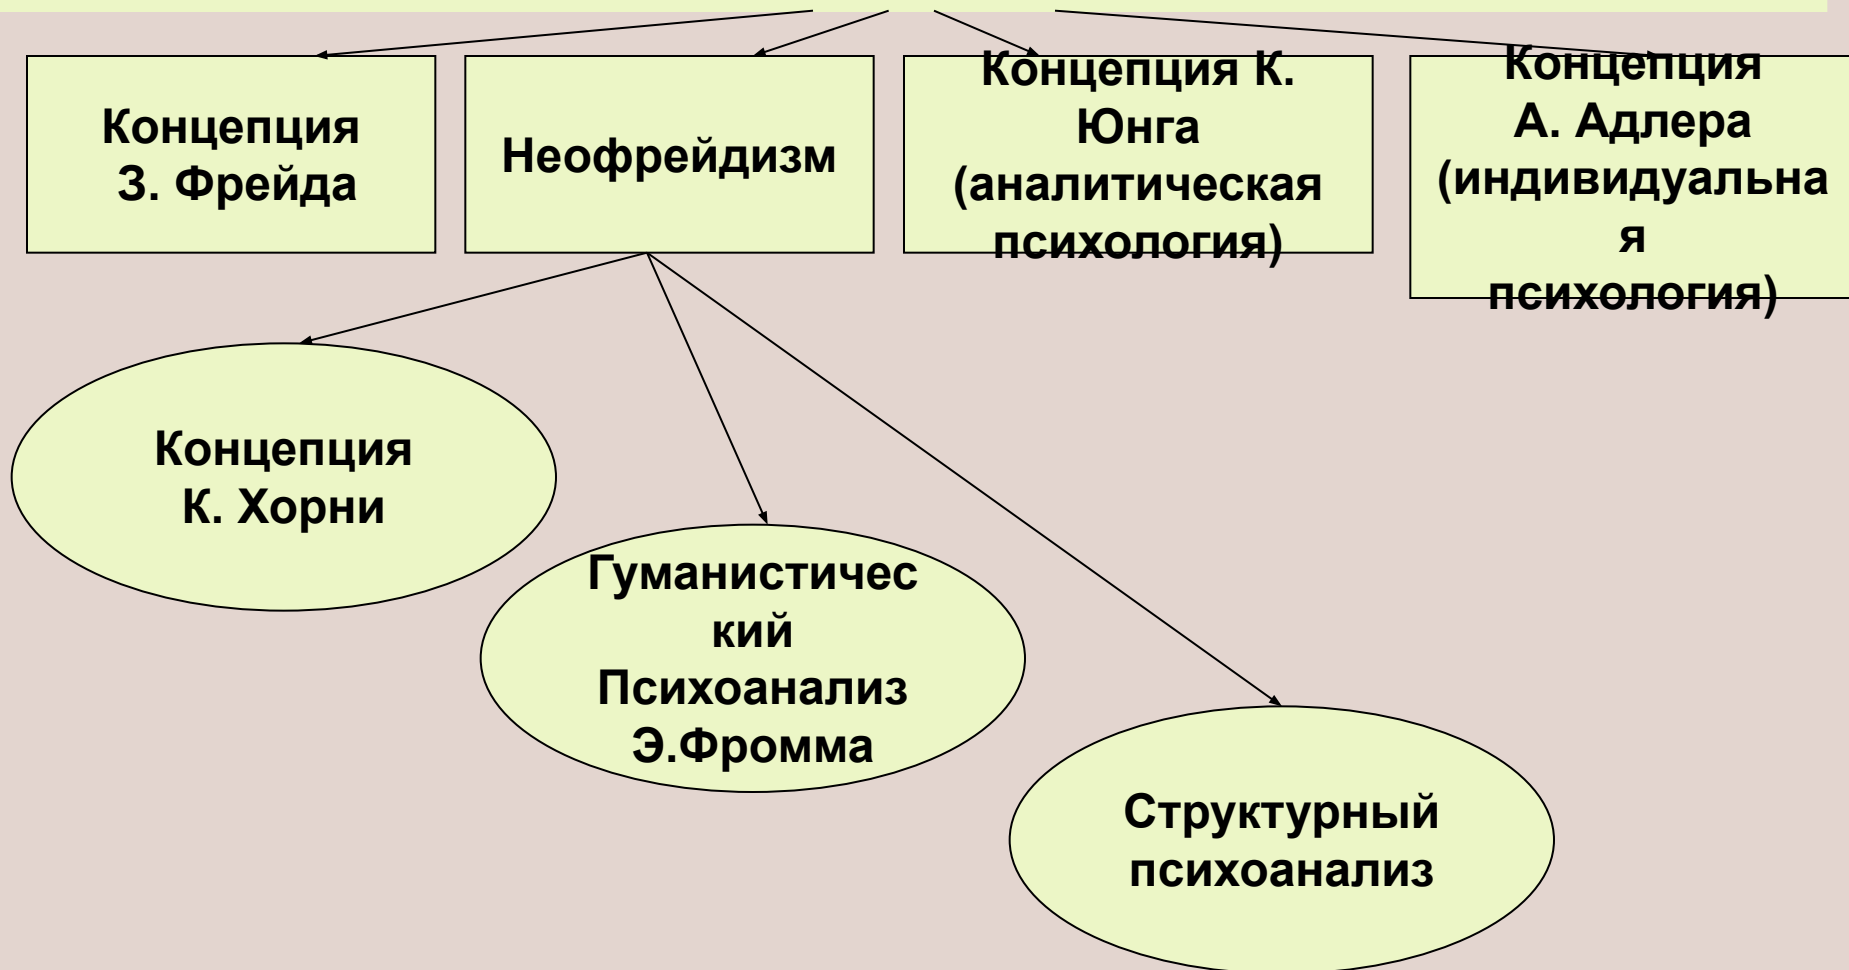 Концепция
З. Фрейда
Неофрейдизм
Концепция К.
Юнга
(аналитическая
психология)
Концепция
А. Адлера
(индивидуальна
я
психология)
Концепция
К. Хорни
Гуманистичес
кий
Психоанализ
Э.Фромма
Структурный
психоанализ